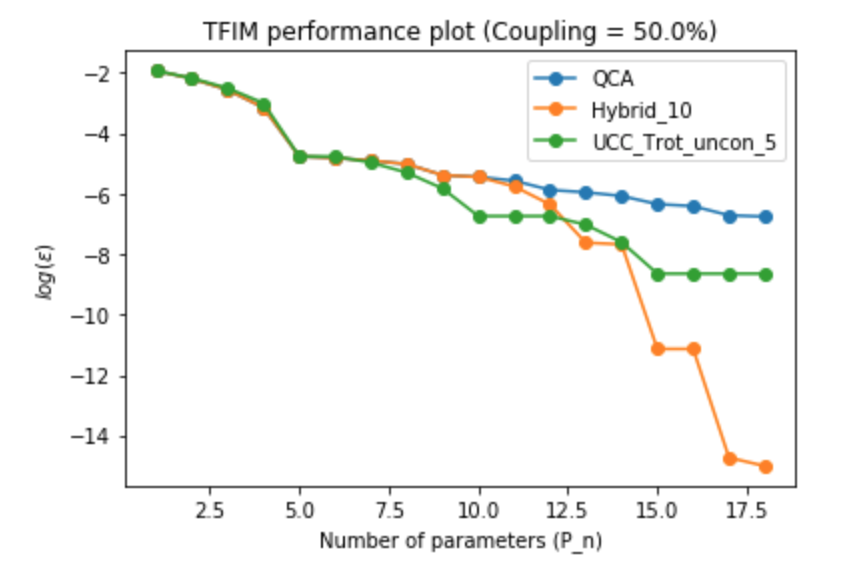 TFIM performance plot (Coupling = 50.0%)
QCA
Hybrid_10
UCC_Trot_uncon_5
−2
−4
−6
−8
−10
−12
−14
log(ε)
2.5 5.0 7.5 10.0 12.5 15.0 17.5
Number of parameters (P_n)